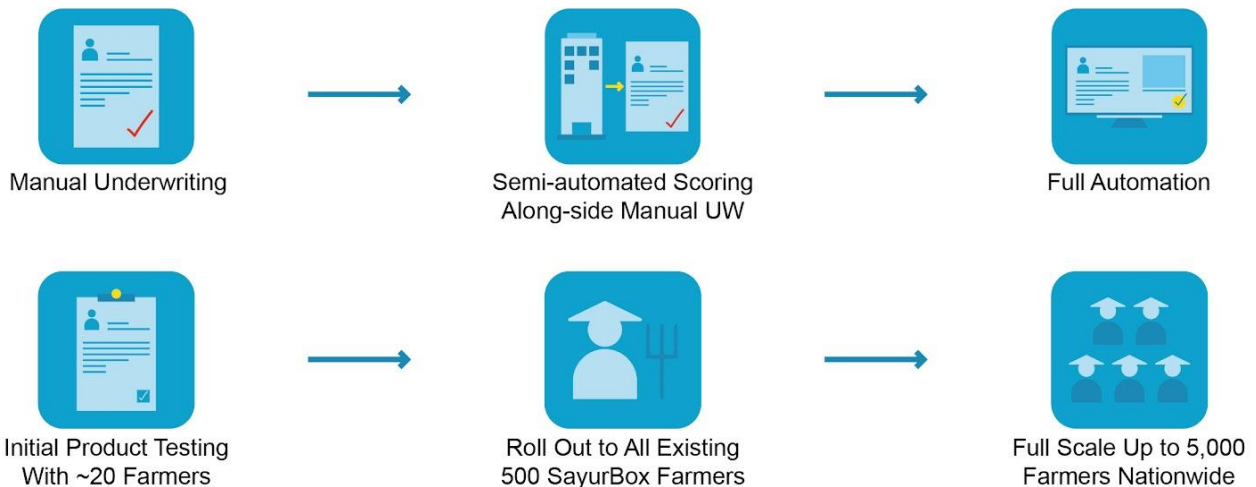 Manual Underwriting
Semi-automated Scoring
Along-side Manual UW
Full Automation
Initial Product Testing
With ~20 Farmers
Roll Out to All Existing
500 SayurBox Farmers
Full Scale Up to 5,000
Farmers Nationwide